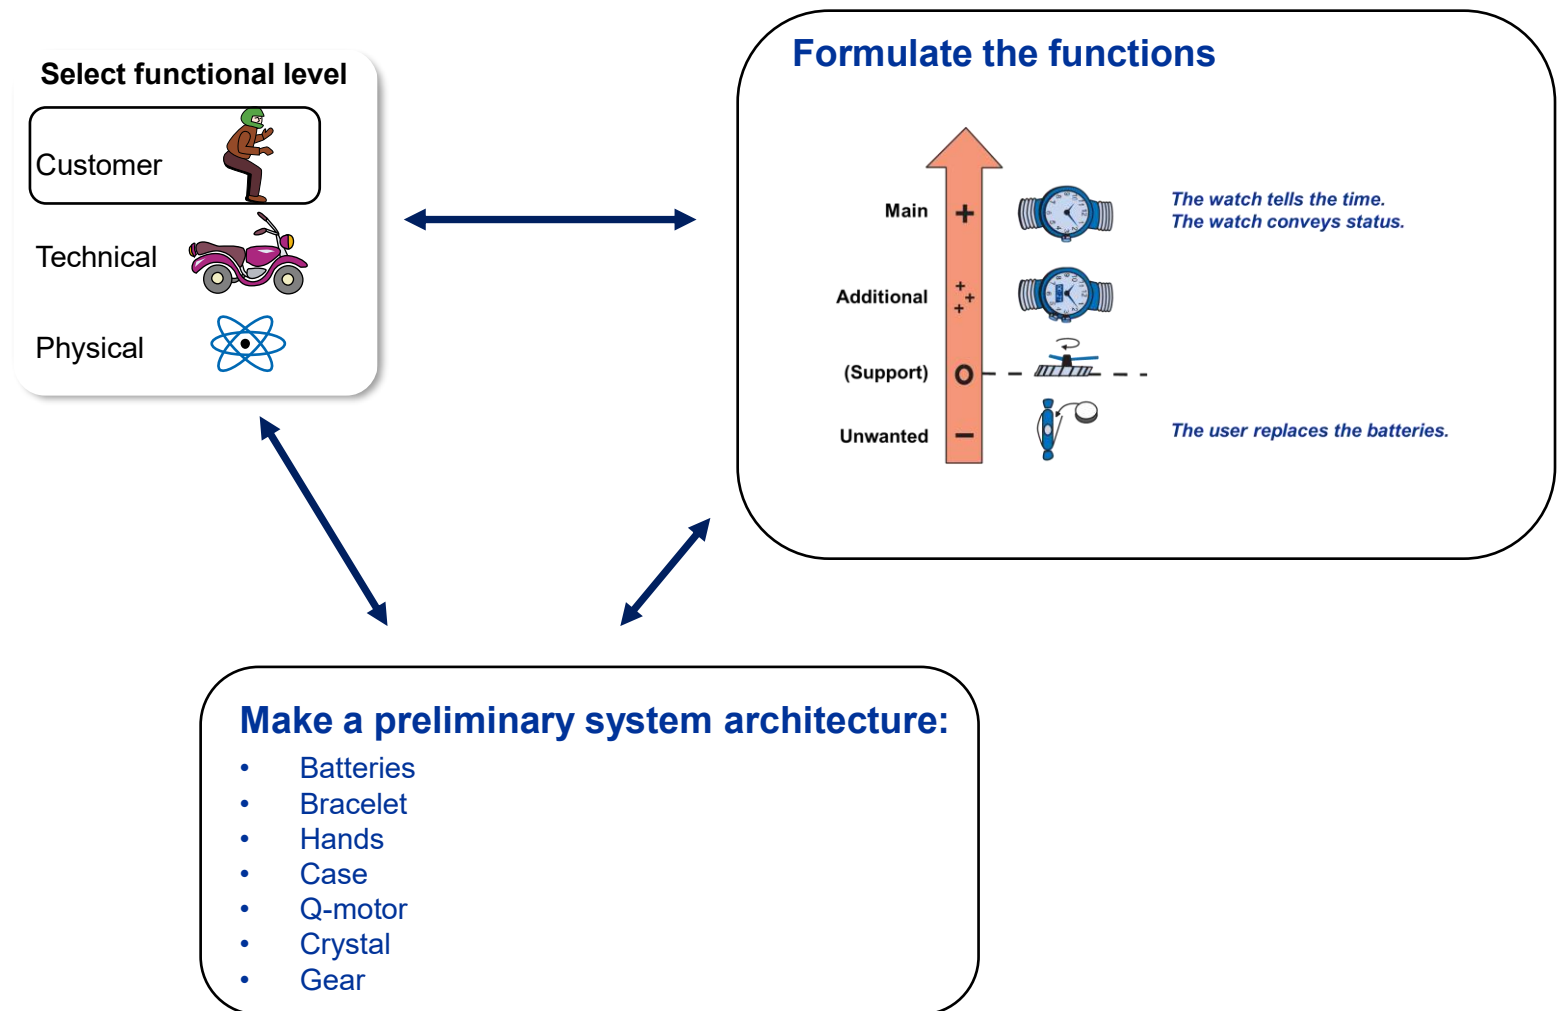 Select functional level
Customer
Technical
Physical
Formulate the functions
Main
+
The watch tells the time.
The watch conveys status.
Additional
+
+
+
(Support)
O
Unwanted
–
The user replaces the batteries.
Make a preliminary system architecture:
• Batteries
• Bracelet
• Hands
• Case
• Q-motor
• Crystal
• Gear